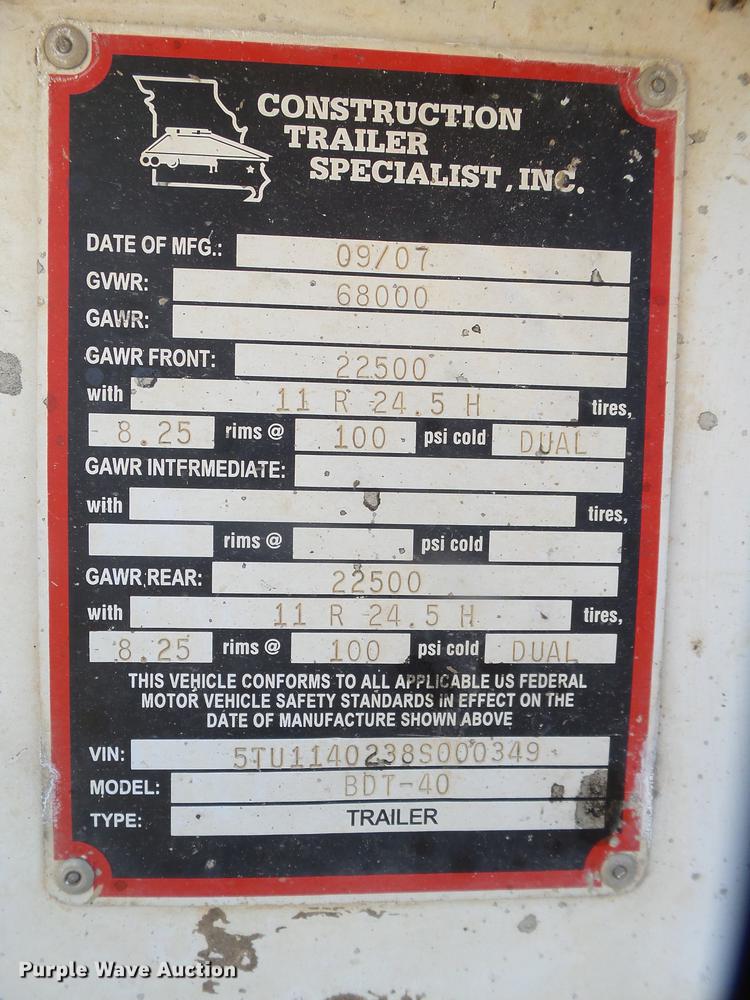 CONSTRUCTION
TRAILER
SPECIALIST, INC.
DATE OF MFG.: 09/07
GVWR: 68000
GAWR:
GAWR FRONT: 22500
with 11 R 24.5 H tires,
8.25 rims @ 100 psi cold DUAL
GAWR INTFRMEDIATE:
with tires,
rims @ psi cold
GAWR REAR: 22500
with 11 R 24.5 H tires,
8.25 rims @ 100 psi cold DUAL
THIS VEHICLE CONFORMS TO ALL APPLICABLE US FEDERAL
MOTOR VEHICLE SAFETY STANDARDS IN EFFECT ON THE
DATE OF MANUFACTURE SHOWN ABOVE
VIN: 5TU1140238S000349
MODEL: BDT-40
TYPE: TRAILER
Purple Wave Auction